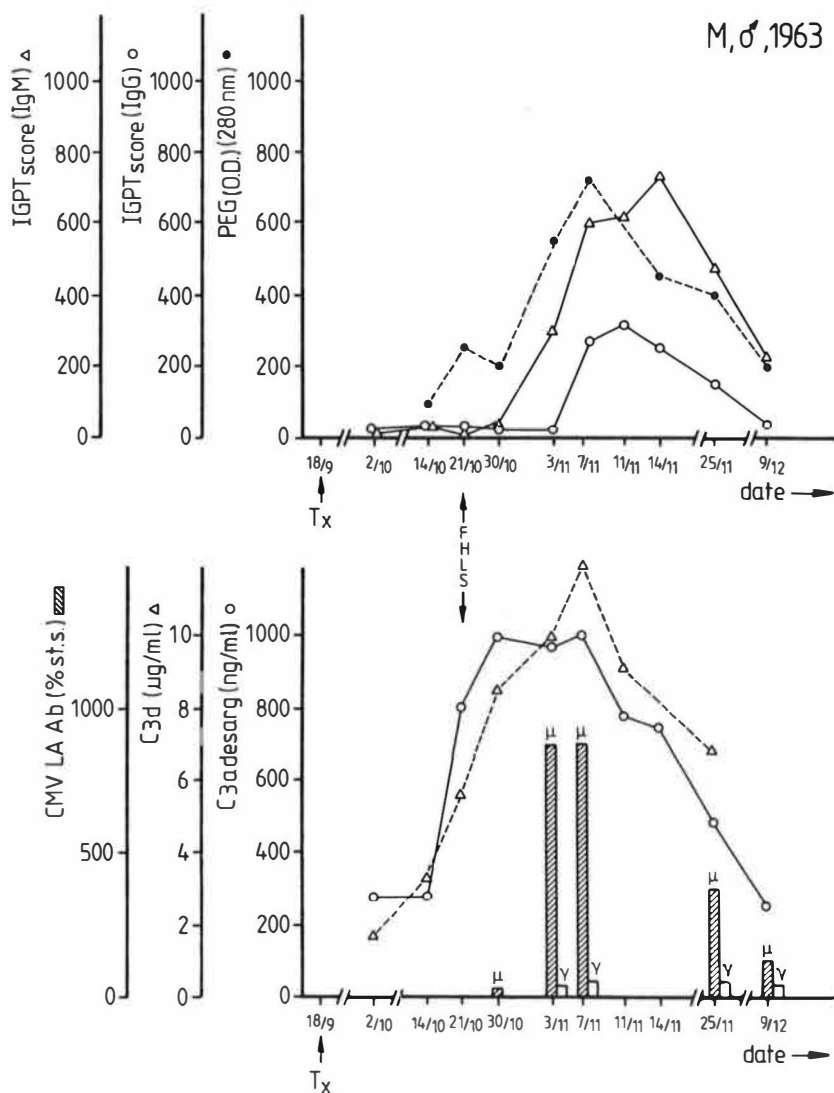 M, ♂, 1963
IGPT score (IgM) △
IGPT score (IgG) ○
PEG (O.D.) (280 nm) ●
1000
800
600
400
200
0
1000
800
600
400
200
0
1000
800
600
400
200
0
18/9
2/10
14/10
21/10
30/10
3/11
7/11
11/11
14/11
25/11
9/12
date →
↑
Tx
FHLS
CMV LA Ab (% st.s.)
C3d (μg/ml) △
C3adesarg (ng/ml) ○
1000
500
0
10
8
6
4
2
0
1000
800
600
400
200
0
μ
μ
γ
μ
γ
μ
γ
μ
γ
18/9
2/10
14/10
21/10
30/10
3/11
7/11
11/11
14/11
25/11
9/12
date →
↑
Tx